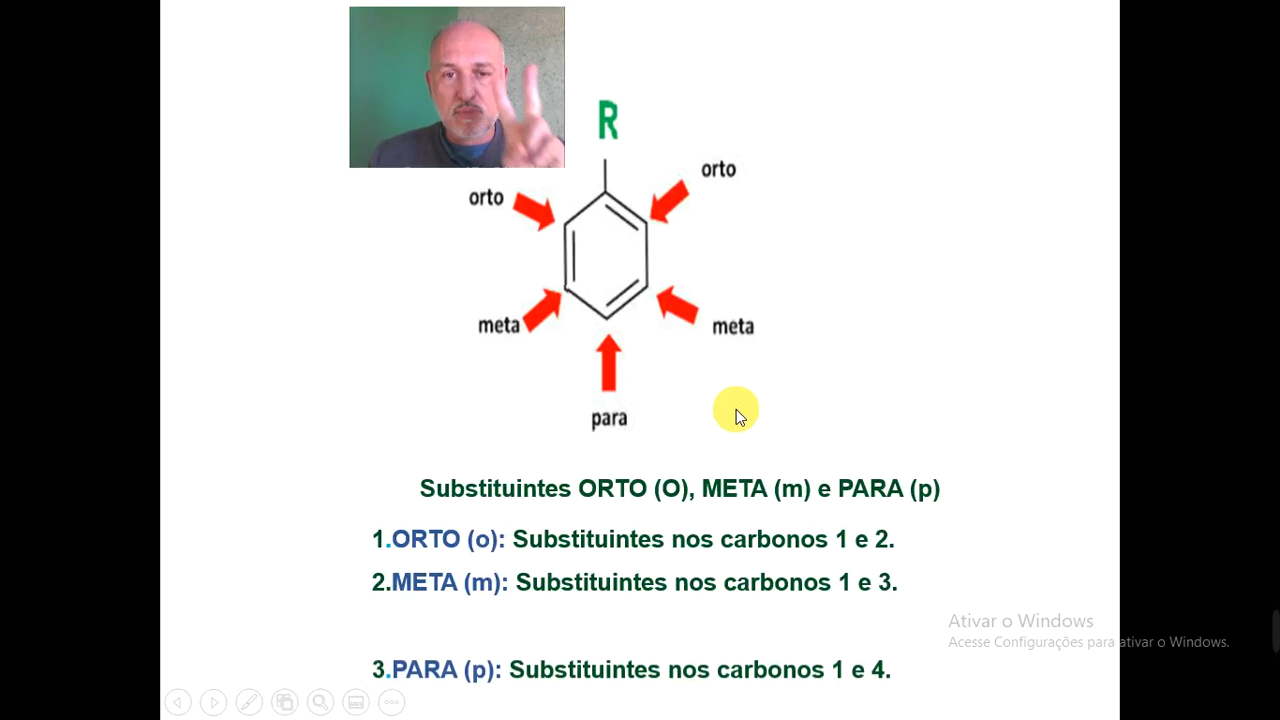 R
orto
orto
meta
meta
para
Substituintes ORTO (O), META (m) e PARA (p)
1.ORTO (o): Substituintes nos carbonos 1 e 2.
2.META (m): Substituintes nos carbonos 1 e 3.
Ativar o Windows
Acesse Configurações para ativar o Windows.
3.PARA (p): Substituintes nos carbonos 1 e 4.